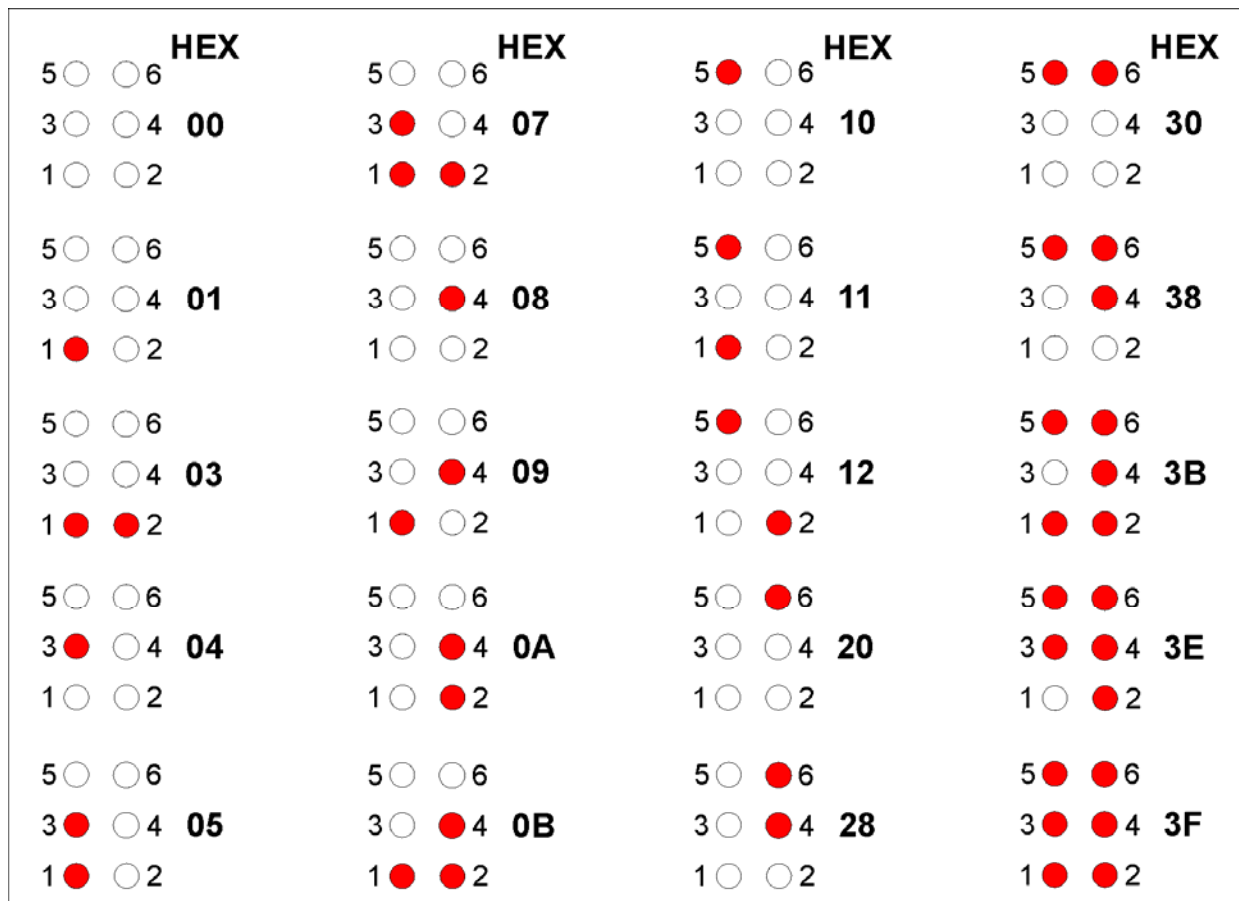 HEX HEX HEX HEX
5 6 5 6 5 6 5 6
3 4 00 3 4 07 3 4 10 3 4 30
1 2 1 2 1 2 1 2
5 6 5 6 5 6 5 6
3 4 01 3 4 08 3 4 11 3 4 38
1 2 1 2 1 2 1 2
5 6 5 6 5 6 5 6
3 4 03 3 4 09 3 4 12 3 4 3B
1 2 1 2 1 2 1 2
5 6 5 6 5 6 5 6
3 4 04 3 4 0A 3 4 20 3 4 3E
1 2 1 2 1 2 1 2
5 6 5 6 5 6 5 6
3 4 05 3 4 0B 3 4 28 3 4 3F
1 2 1 2 1 2 1 2